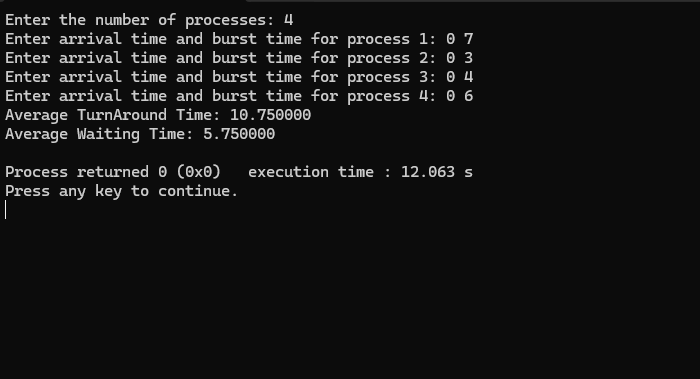 Enter the number of processes: 4
Enter arrival time and burst time for process 1: 0 7
Enter arrival time and burst time for process 2: 0 3
Enter arrival time and burst time for process 3: 0 4
Enter arrival time and burst time for process 4: 0 6
Average TurnAround Time: 10.750000
Average Waiting Time: 5.750000
Process returned 0 (0x0)   execution time : 12.063 s
Press any key to continue.